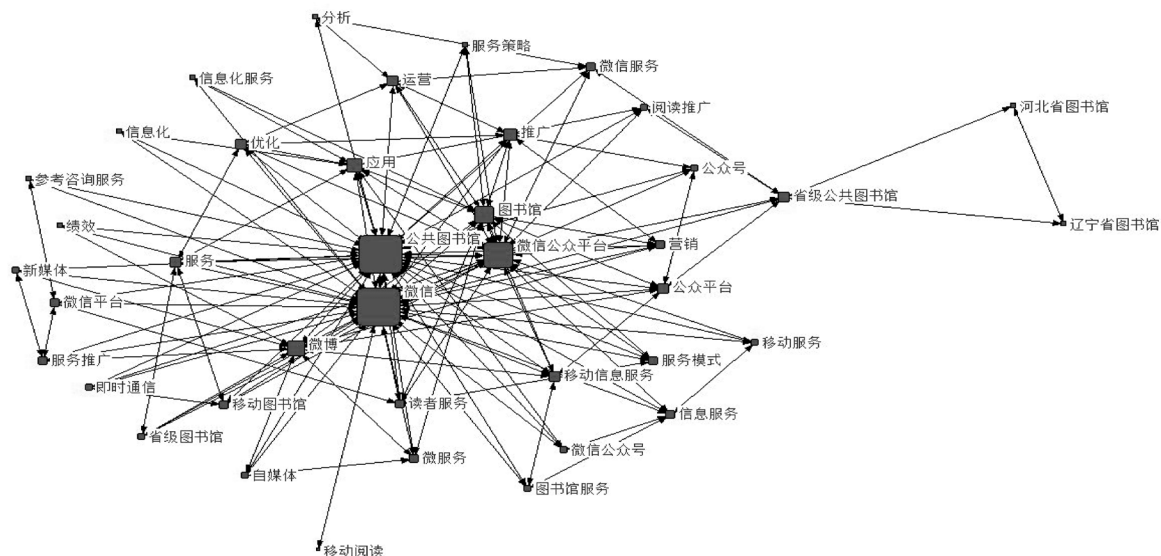 分析
服务策略
微信服务
信息化服务
运营
阅读推广
河北省图书馆
信息化
优化
推广
应用
公众号
参考咨询服务
省级公共图书馆
图书馆
绩效
公共图书馆
辽宁省图书馆
微信公众平台
营销
新媒体
服务
微信
公众平台
微信平台
微博
移动服务
服务推广
服务模式
移动信息服务
即时通信
移动图书馆
读者服务
信息服务
省级图书馆
微信公众号
微服务
自媒体
图书馆服务
移动阅读